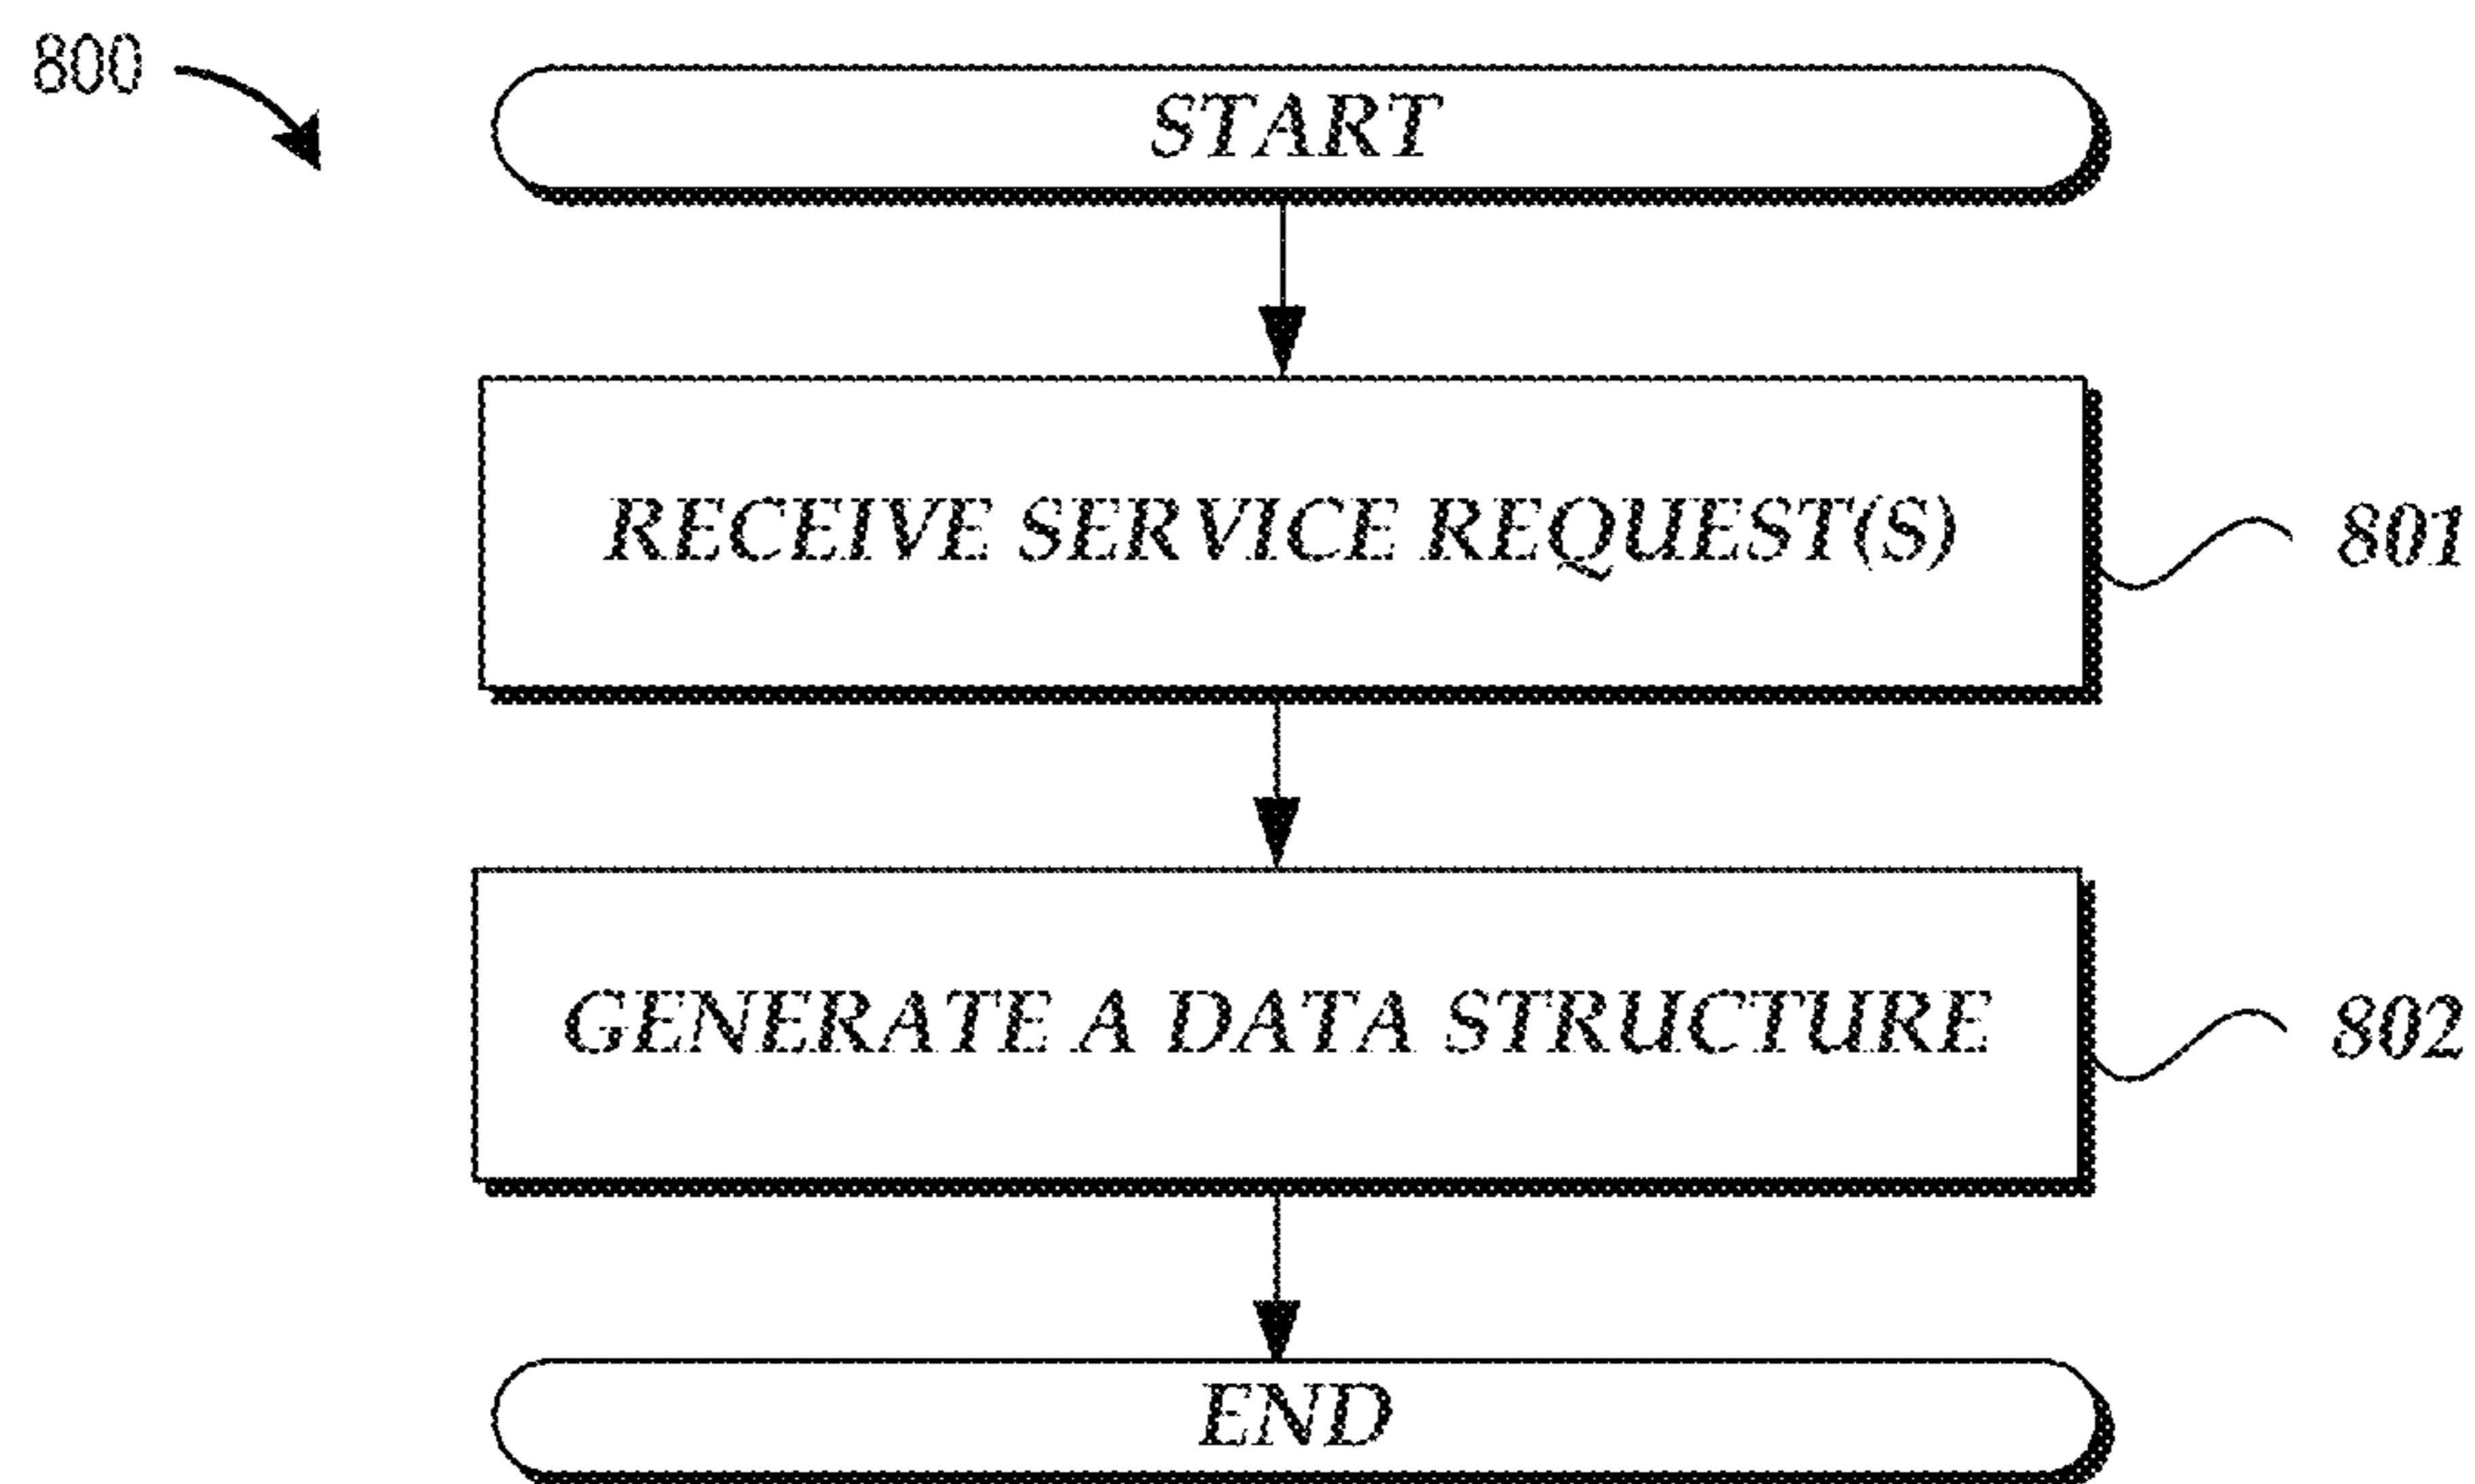 800
START
RECEIVE SERVICE REQUEST(S)
801
GENERATE A DATA STRUCTURE
802
END